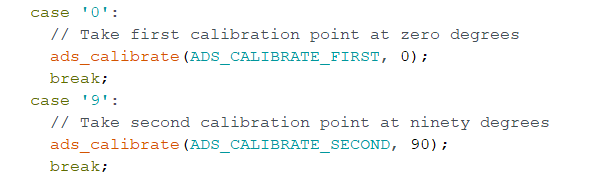 case '0':
// Take first calibration point at zero degrees
ads_calibrate(ADS_CALIBRATE_FIRST, 0);
break;
case '9':
// Take second calibration point at ninety degrees
ads_calibrate(ADS_CALIBRATE_SECOND, 90);
break;